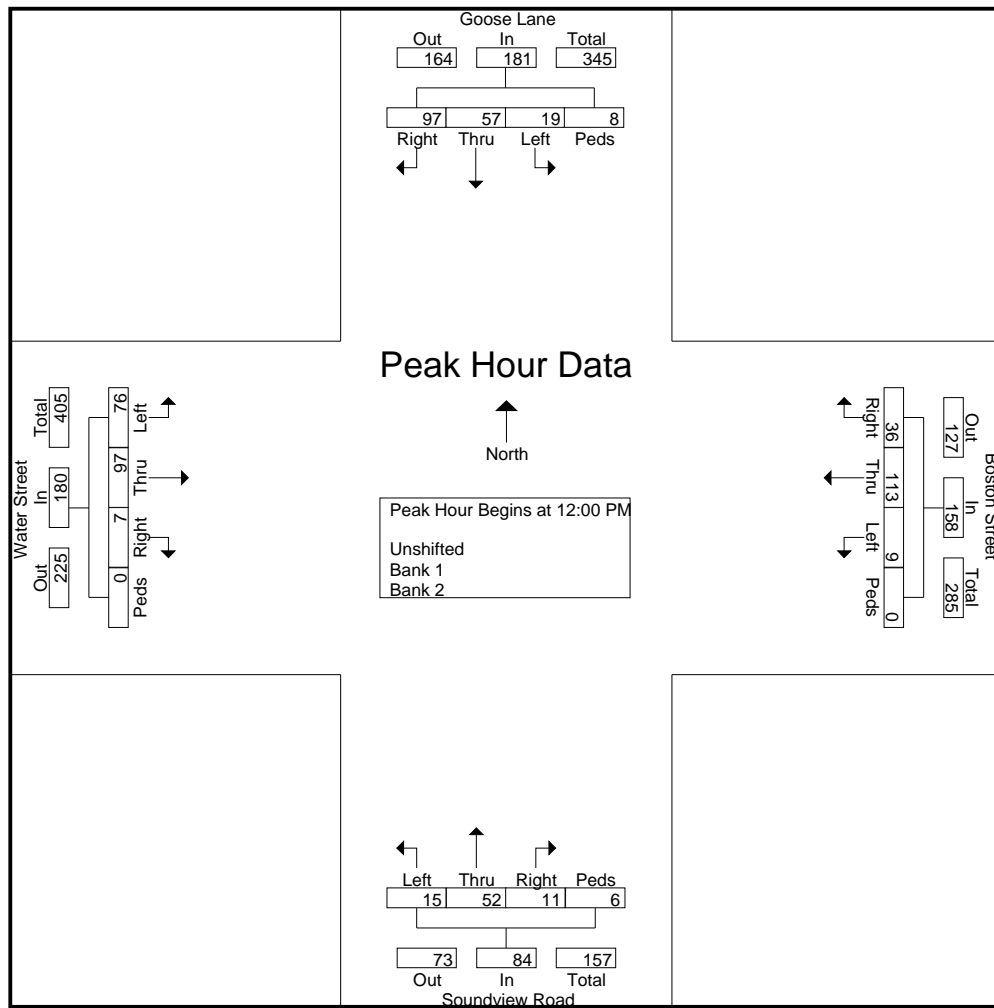 Goose Lane
Out In Total
164 181 345
97 57 19 8
Right Thru Left Peds
Peak Hour Data
North
Peak Hour Begins at 12:00 PM
Unshifted
Bank 1
Bank 2
Water Street
Out In Total
225 180 405
76 97 7 0
Left Thru Right Peds
Boston Street
Out In Total
127 158 285
36 113 9 0
Right Thru Left Peds
Left Thru Right Peds
15 52 11 6
73 84 157
Out In Total
Soundview Road